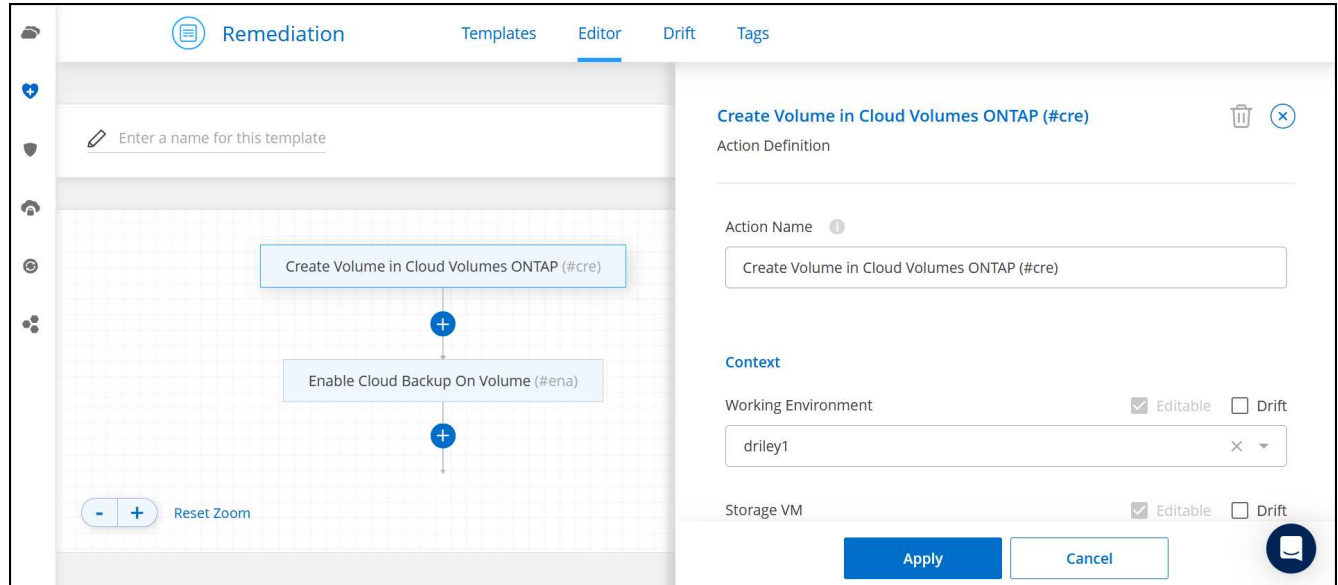 Remediation
Templates Editor Drift Tags
Enter a name for this template
Create Volume in Cloud Volumes ONTAP (#cre)
Enable Cloud Backup On Volume (#ena)
- + Reset Zoom
Create Volume in Cloud Volumes ONTAP (#cre)
Action Definition
Action Name
Create Volume in Cloud Volumes ONTAP (#cre)
Context
Working Environment Editable Drift
driley1
Storage VM Editable Drift
Apply Cancel